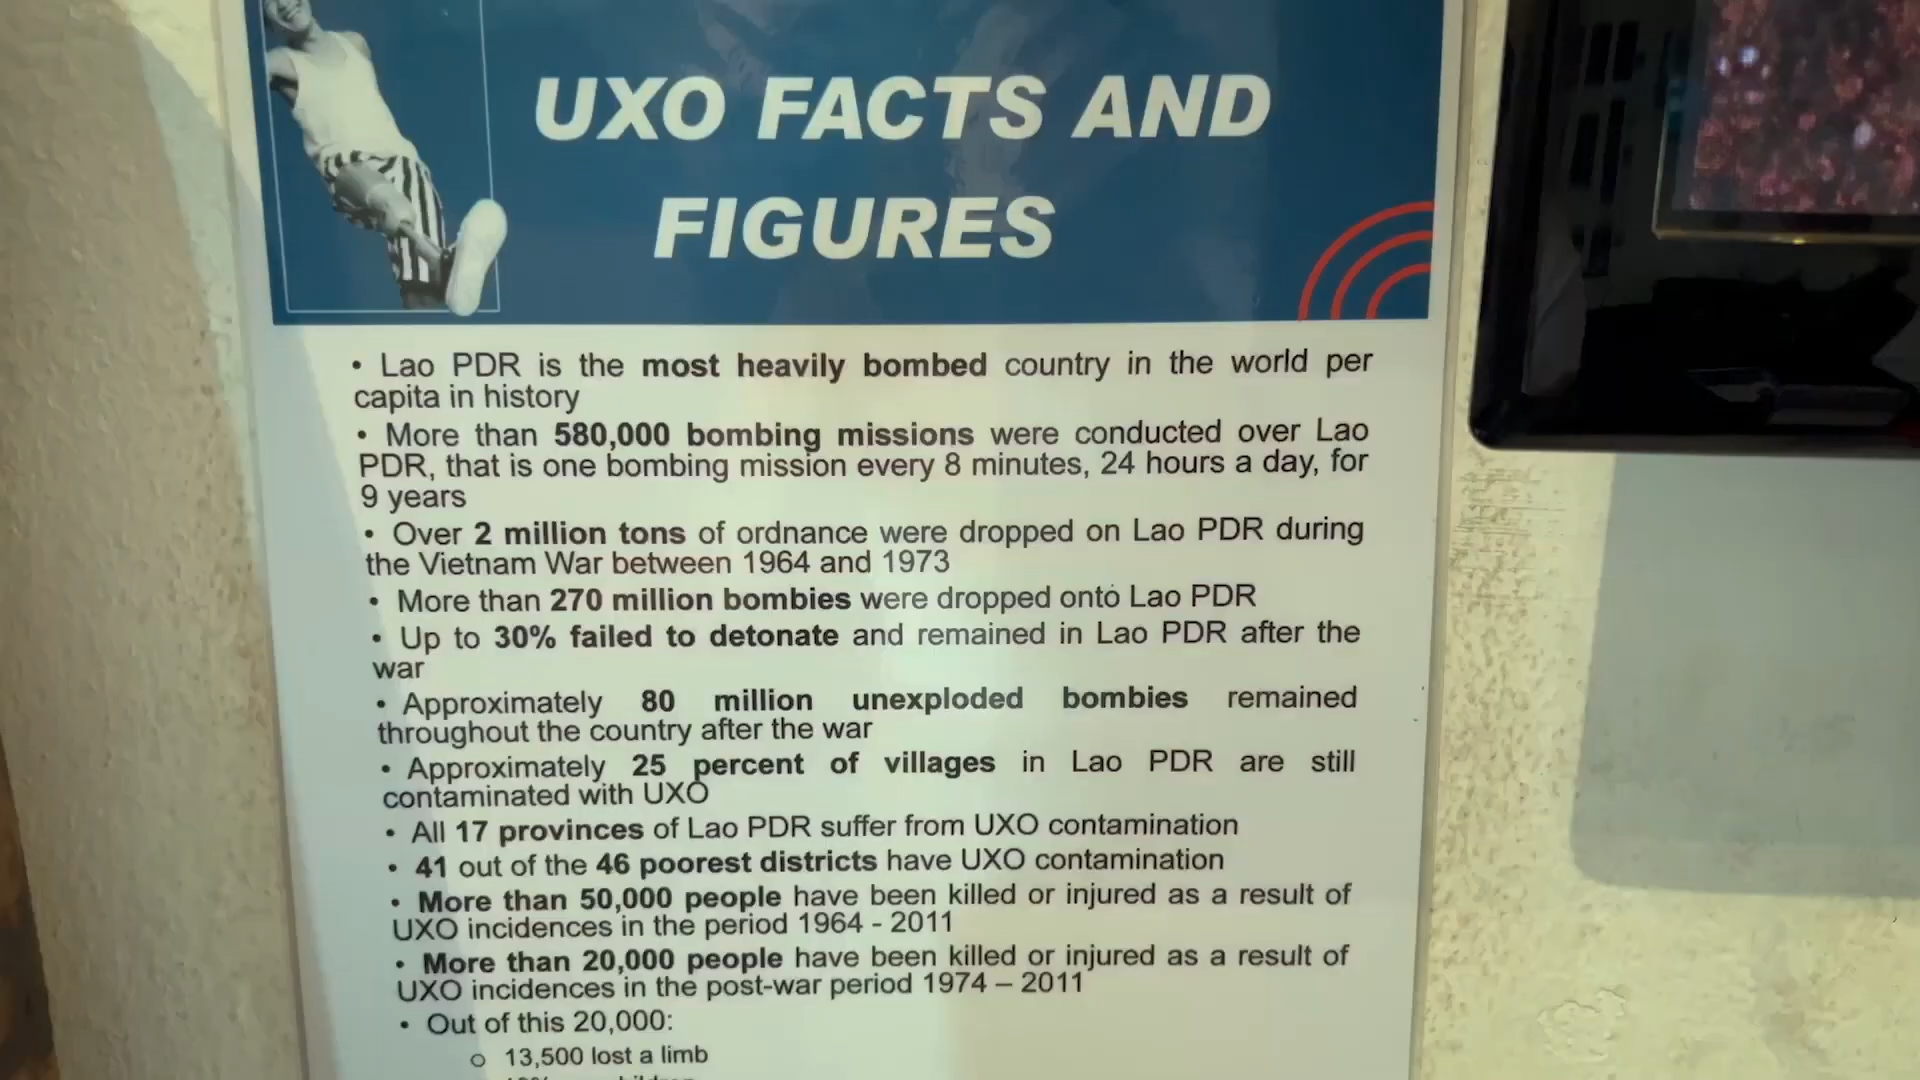 UXO FACTS AND
FIGURES
• Lao PDR is the most heavily bombed country in the world per
capita in history
• More than 580,000 bombing missions were conducted over Lao
PDR, that is one bombing mission every 8 minutes, 24 hours a day, for
9 years
• Over 2 million tons of ordnance were dropped on Lao PDR during
the Vietnam War between 1964 and 1973
• More than 270 million bombies were dropped onto Lao PDR
• Up to 30% failed to detonate and remained in Lao PDR after the
war
• Approximately 80 million unexploded bombies remained
throughout the country after the war
• Approximately 25 percent of villages in Lao PDR are still
contaminated with UXO
• All 17 provinces of Lao PDR suffer from UXO contamination
• 41 out of the 46 poorest districts have UXO contamination
• More than 50,000 people have been killed or injured as a result of
UXO incidences in the period 1964 - 2011
• More than 20,000 people have been killed or injured as a result of
UXO incidences in the post-war period 1974 – 2011
• Out of this 20,000:
o 13,500 lost a limb